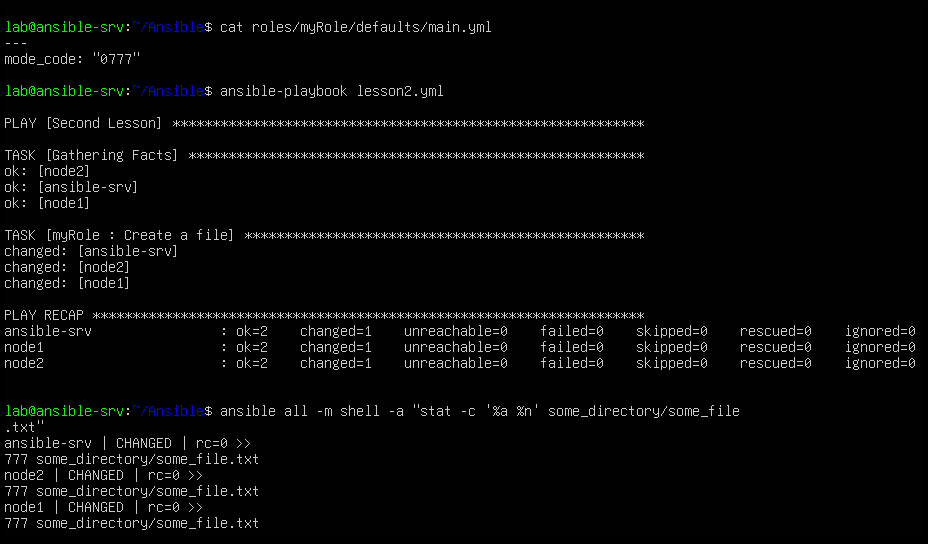 lab@ansible-srv:~/Ansible$ cat roles/myRole/defaults/main.yml
---
mode_code: "0777"
lab@ansible-srv:~/Ansible$ ansible-playbook lesson2.yml
PLAY [Second Lesson] ***********************************************************
TASK [Gathering Facts] *********************************************************
ok: [node2]
ok: [ansible-srv]
ok: [node1]
TASK [myRole : Create a file] **************************************************
changed: [ansible-srv]
changed: [node2]
changed: [node1]
PLAY RECAP *********************************************************************
ansible-srv                : ok=2    changed=1    unreachable=0    failed=0    skipped=0    rescued=0    ignored=0
node1                      : ok=2    changed=1    unreachable=0    failed=0    skipped=0    rescued=0    ignored=0
node2                      : ok=2    changed=1    unreachable=0    failed=0    skipped=0    rescued=0    ignored=0
lab@ansible-srv:~/Ansible$ ansible all -m shell -a "stat -c '%a %n' some_directory/some_file
.txt"
ansible-srv | CHANGED | rc=0 >>
777 some_directory/some_file.txt
node2 | CHANGED | rc=0 >>
777 some_directory/some_file.txt
node1 | CHANGED | rc=0 >>
777 some_directory/some_file.txt